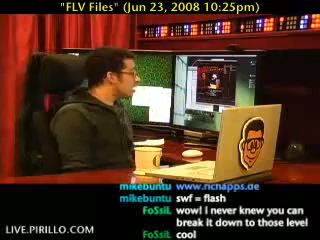 "FLV Files" (Jun 23, 2008 10:25pm)
mikebuntu www.richapps.de
mikebuntu swf = flash
FoSSiL wow! i never knew you can
break it down to those level
FoSSiL cool
LIVE.PIRILLO.COM